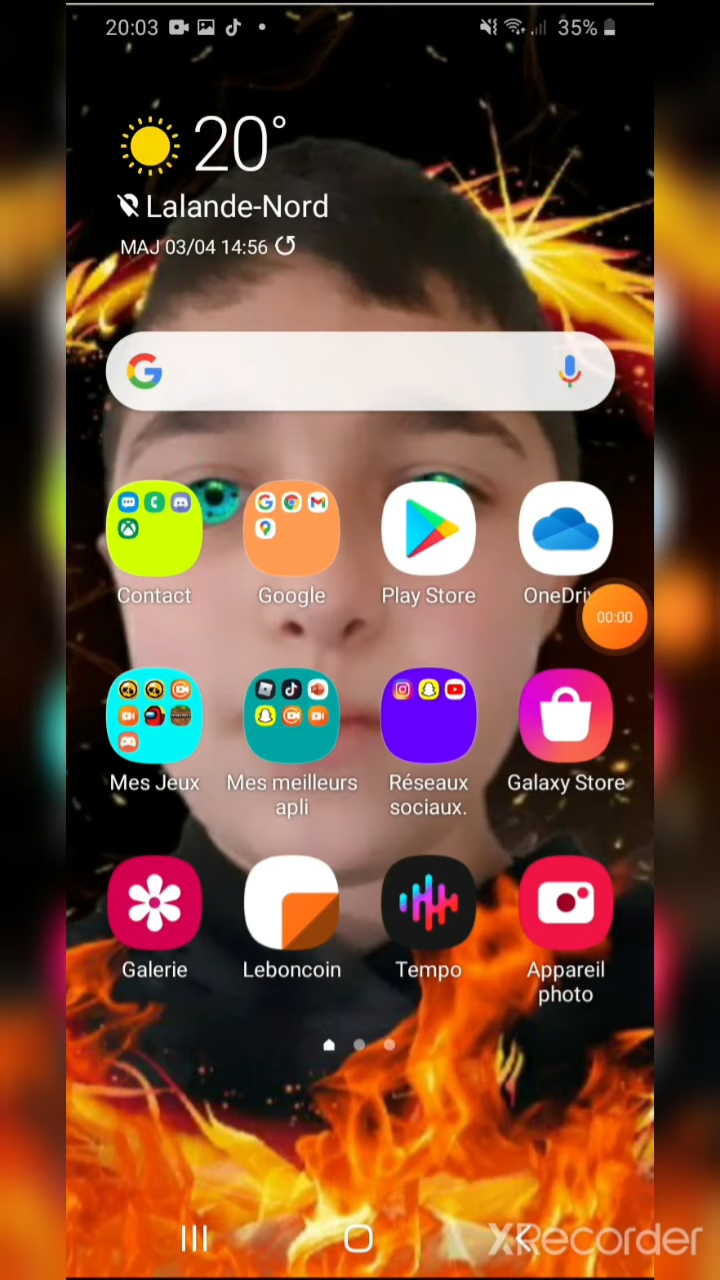 20:03
35%
20°
Lalande-Nord
MAJ 03/04 14:56
Contact
Google
Play Store
OneDri
00:00
Mes Jeux
Mes meilleurs
apli
Réseaux
sociaux.
Galaxy Store
Galerie
Leboncoin
Tempo
Appareil
photo
XRecorder